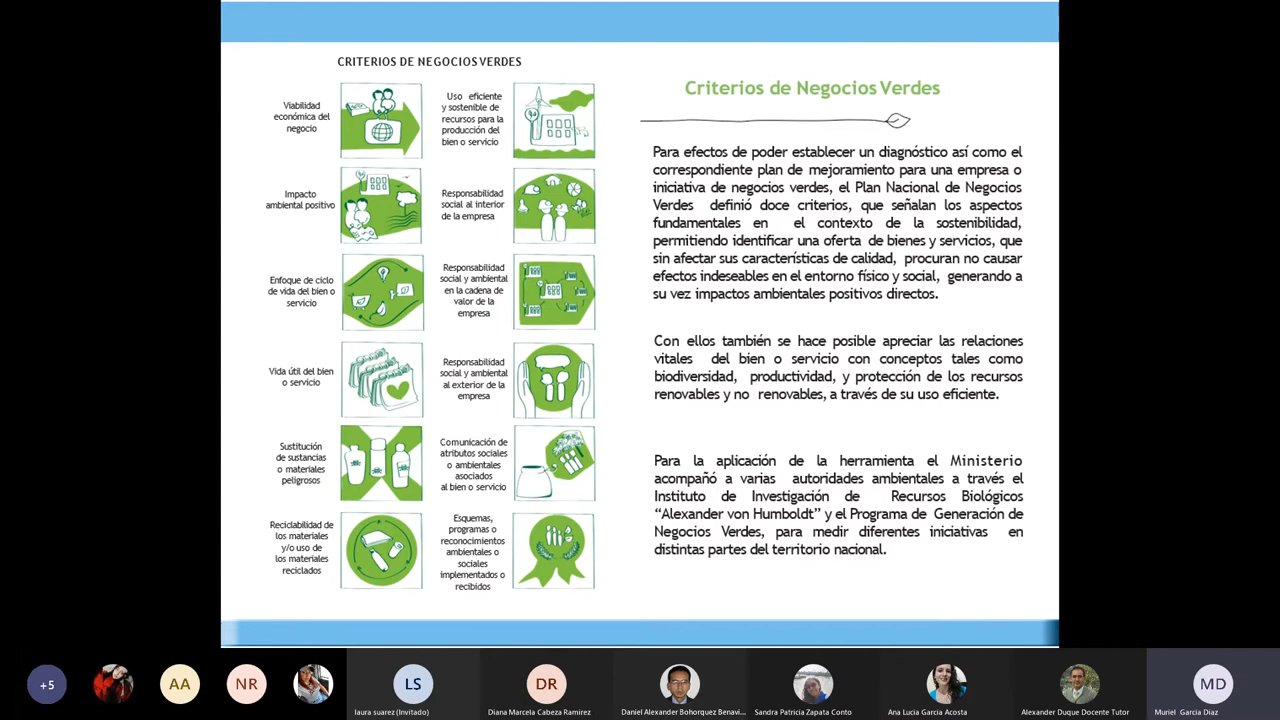 CRITERIOS DE NEGOCIOS VERDES
Viabilidad
económica del
negocio
Uso eficiente
y sostenible de
recursos para la
producción del
bien o servicio
Impacto
ambiental positivo
Responsabilidad
social al interior
de la empresa
Enfoque de ciclo
de vida del bien o
servicio
Responsabilidad
social y ambiental
en la cadena de
valor de la
empresa
Vida útil del bien
o servicio
Responsabilidad
social y ambiental
al exterior de la
empresa
Sustitución
de sustancias
o materiales
peligrosos
Comunicación de
atributos sociales
o ambientales
asociados
al bien o servicio
Reciclabilidad de
los materiales
y/o uso de
los materiales
reciclados
Esquemas,
programas o
reconocimientos
ambientales o
sociales
implementados o
recibidos
Criterios de Negocios Verdes
Para efectos de poder establecer un diagnóstico así como el
correspondiente plan de mejoramiento para una empresa o
iniciativa de negocios verdes, el Plan Nacional de Negocios
Verdes definió doce criterios, que señalan los aspectos
fundamentales en el contexto de la sostenibilidad,
permitiendo identificar una oferta de bienes y servicios, que
sin afectar sus características de calidad, procuran no causar
efectos indeseables en el entorno físico y social, generando a
su vez impactos ambientales positivos directos.
Con ellos también se hace posible apreciar las relaciones
vitales del bien o servicio con conceptos tales como
biodiversidad, productividad, y protección de los recursos
renovables y no renovables, a través de su uso eficiente.
Para la aplicación de la herramienta el Ministerio
acompañó a varias autoridades ambientales a través el
Instituto de Investigación de Recursos Biológicos
“Alexander von Humboldt” y el Programa de Generación de
Negocios Verdes, para medir diferentes iniciativas en
distintas partes del territorio nacional.
+5
AA
NR
LS
DR
MD
laura suarez (Invitado)
Diana Marcela Cabeza Ramirez
Daniel Alexander Bohorquez Benavi...
Sandra Patricia Zapata Conto
Ana Lucia Garcia Acosta
Alexander Duque Docente Tutor
Muriel Garcia Diaz